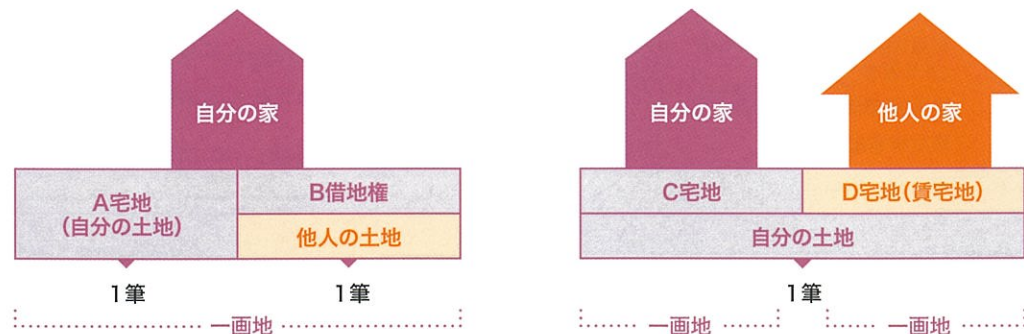 自分の家
A宅地
(自分の土地)
B借地権
他人の土地
1筆
1筆
一画地
自分の家
他人の家
C宅地
D宅地(賃宅地)
自分の土地
1筆
一画地
一画地